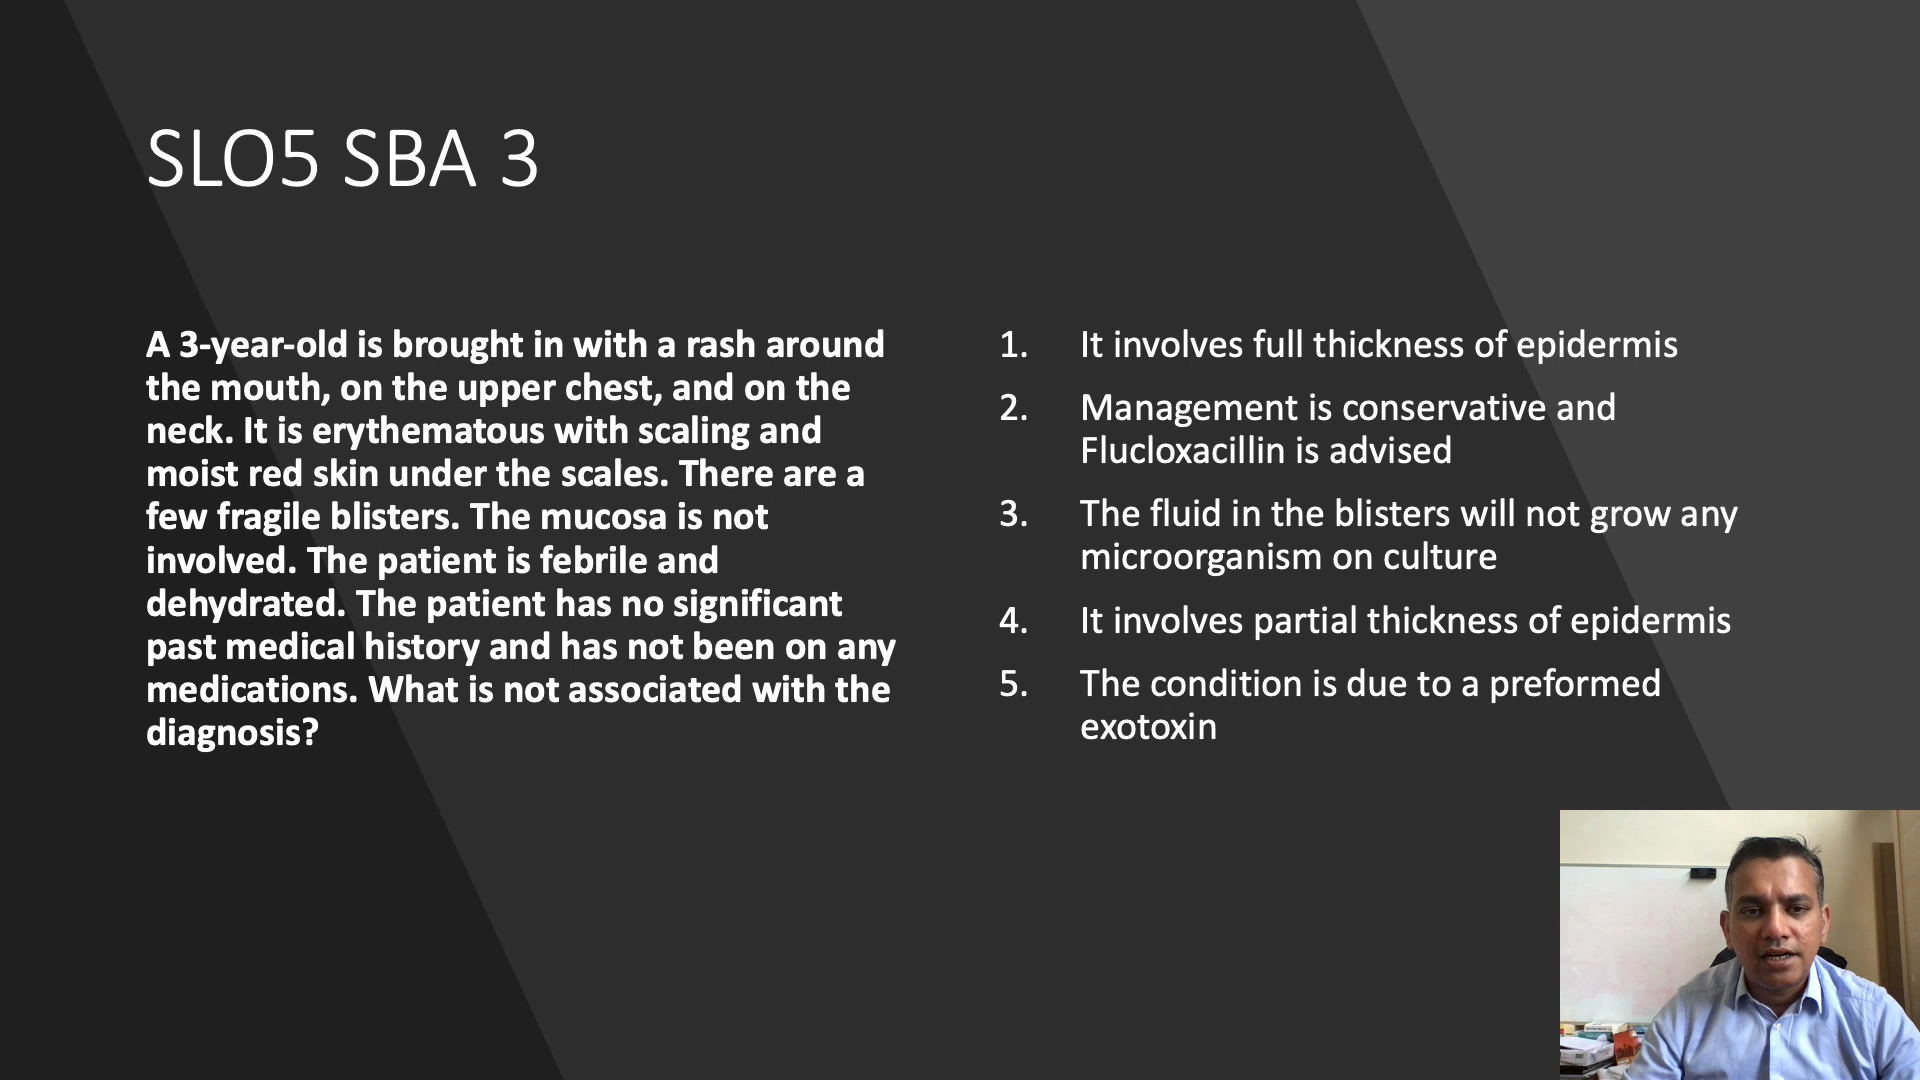 SLO5 SBA 3
A 3-year-old is brought in with a rash around
the mouth, on the upper chest, and on the
neck. It is erythematous with scaling and
moist red skin under the scales. There are a
few fragile blisters. The mucosa is not
involved. The patient is febrile and
dehydrated. The patient has no significant
past medical history and has not been on any
medications. What is not associated with the
diagnosis?
1. It involves full thickness of epidermis
2. Management is conservative and
Flucloxacillin is advised
3. The fluid in the blisters will not grow any
microorganism on culture
4. It involves partial thickness of epidermis
5. The condition is due to a preformed
exotoxin